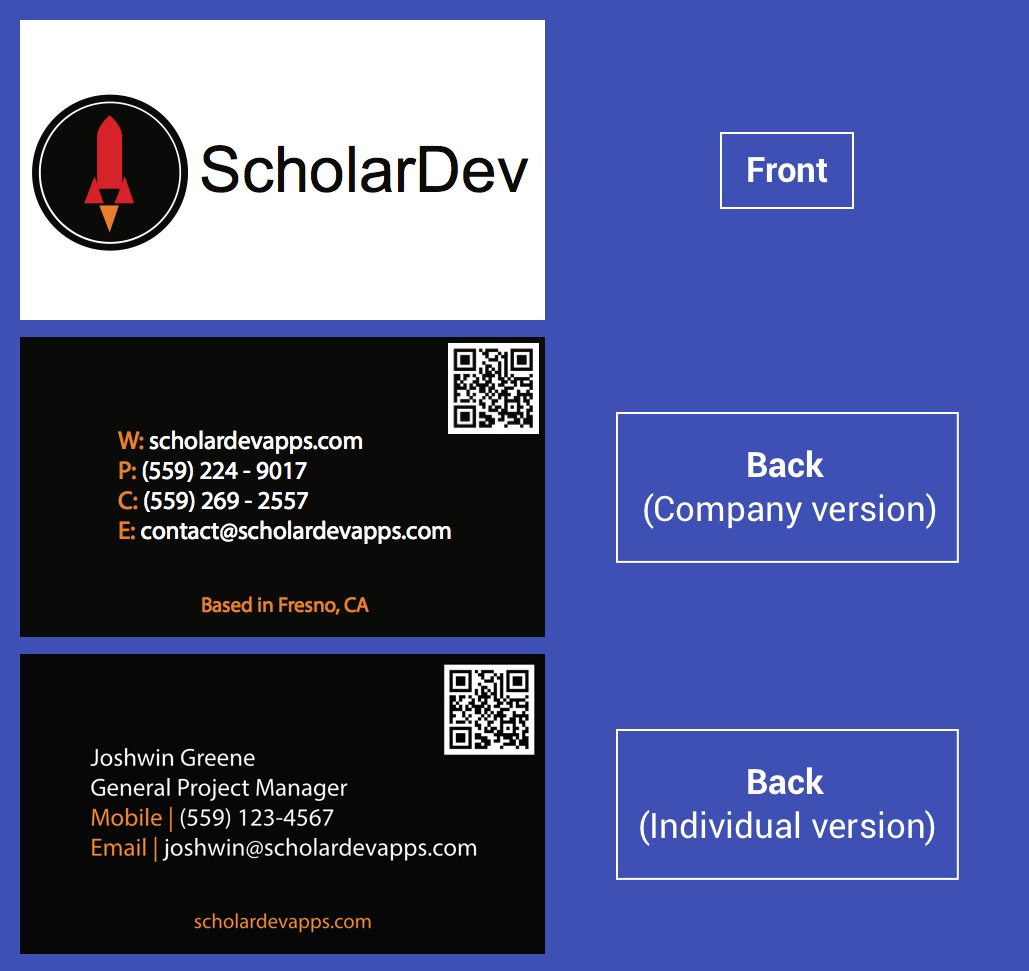 ScholarDev
Front
W: scholardevapps.com
P: (559) 224 - 9017
C: (559) 269 - 2557
E: contact@scholardevapps.com
Based in Fresno, CA
Back
(Company version)
Joshwin Greene
General Project Manager
Mobile | (559) 123-4567
Email | joshwin@scholardevapps.com
scholardevapps.com
Back
(Individual version)